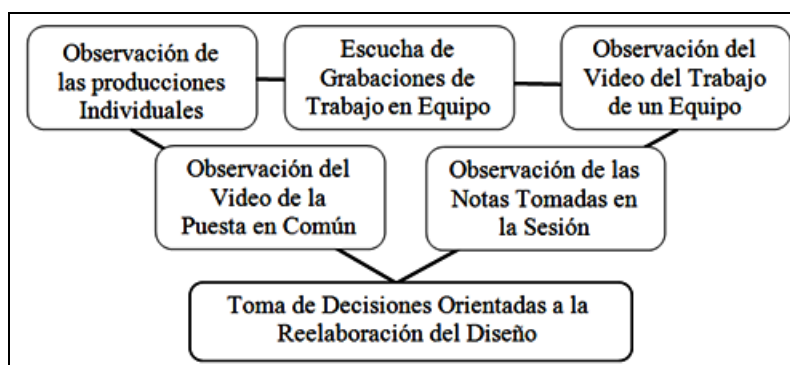 Observación de
las producciones
Individuales
Escucha de
Grabaciones de
Trabajo en Equipo
Observación del
Video del Trabajo
de un Equipo
Observación del
Video de la
Puesta en Común
Observación de las
Notas Tomadas en
la Sesión
Toma de Decisiones Orientadas a la
Reelaboración del Diseño